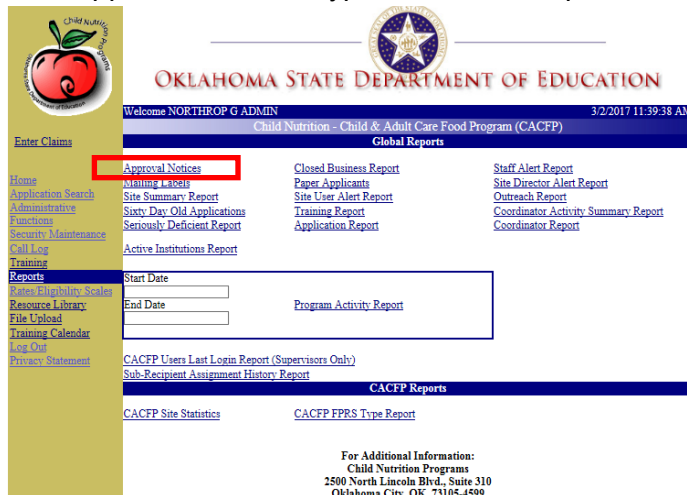 Child Nutrition Programs
OKLAHOMA STATE DEPARTMENT OF EDUCATION
Welcome NORTHROP G ADMIN 3/2/2017 11:39:38 AM
Child Nutrition - Child & Adult Care Food Program (CACFP)
Enter Claims
Home
Application Search
Administrative
Functions
Security Maintenance
Call Log
Training
Reports
Rates/Eligibility Scales
Resource Library
File Upload
Training Calendar
Log Out
Privacy Statement
Global Reports
Approval Notices Closed Business Report Staff Alert Report
Mailing Labels Paper Applicants Site Director Alert Report
Site Summary Report Site User Alert Report Outreach Report
Sixty Day Old Applications Training Report Coordinator Activity Summary Report
Seriously Deficient Report Application Report Coordinator Report
Active Institutions Report
Start Date
End Date Program Activity Report
CACFP Users Last Login Report (Supervisors Only)
Sub-Recipient Assignment History Report
CACFP Reports
CACFP Site Statistics CACFP FPRS Type Report
For Additional Information:
Child Nutrition Programs
2500 North Lincoln Blvd., Suite 310
Oklahoma City, OK 73105-4599